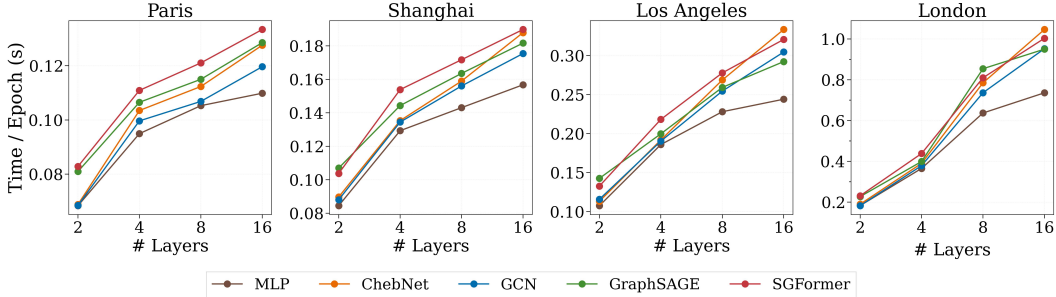 Paris
Shanghai
Los Angeles
London
Time / Epoch (s)
0.12
0.10
0.08
2 4 8 16
# Layers
0.18
0.16
0.14
0.12
0.10
0.08
2 4 8 16
# Layers
0.30
0.25
0.20
0.15
0.10
2 4 8 16
# Layers
1.0
0.8
0.6
0.4
0.2
2 4 8 16
# Layers
MLP ChebNet GCN GraphSAGE SGFormer